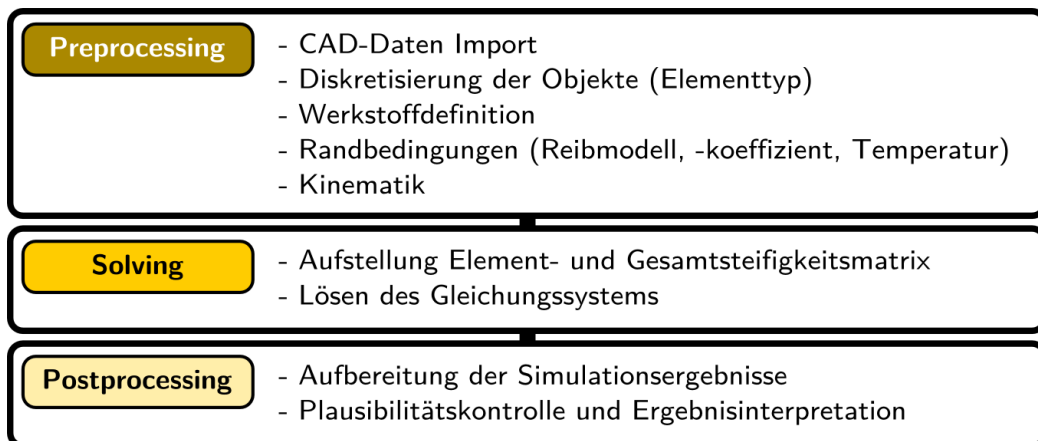 Preprocessing
- CAD-Daten Import
- Diskretisierung der Objekte (Elementtyp)
- Werkstoffdefinition
- Randbedingungen (Reibmodell, -koeffizient, Temperatur)
- Kinematik
Solving
- Aufstellung Element- und Gesamtsteifigkeitsmatrix
- Lösen des Gleichungssystems
Postprocessing
- Aufbereitung der Simulationsergebnisse
- Plausibilitätskontrolle und Ergebnisinterpretation